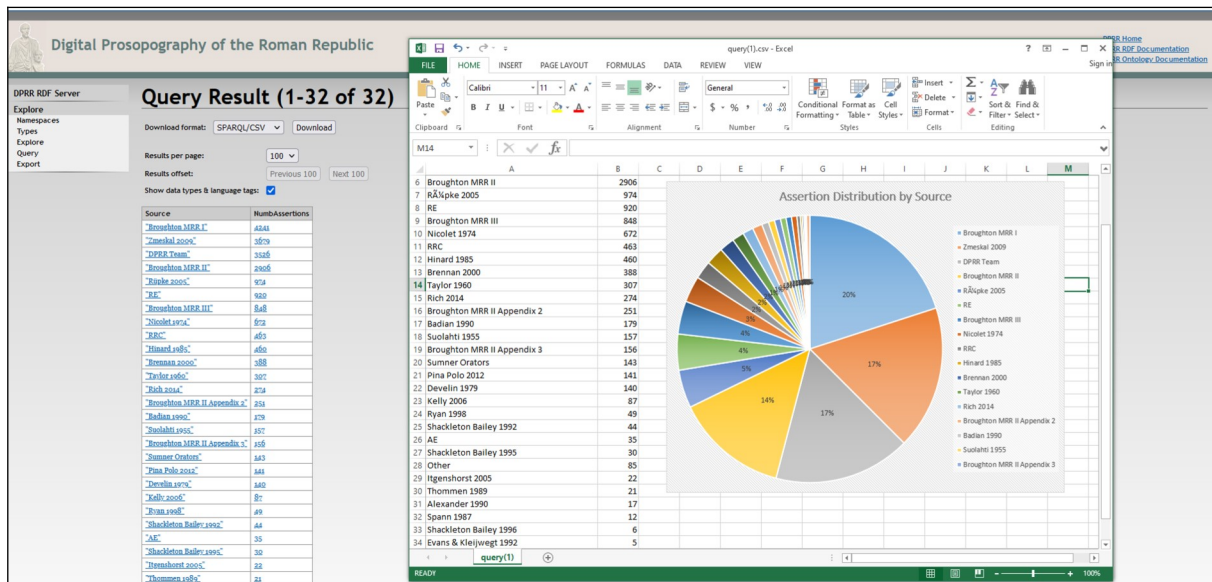 Digital Prosopography of the Roman Republic
DPRR Home
RR RDF Documentation
RR Ontology Documentation
DPRR RDF Server
Explore
Namespaces
Types
Explore
Query
Export
Query Result (1-32 of 32)
Download format: SPARQL/CSV Download
Results per page: 100
Results offset: Previous 100 Next 100
Show data types & language tags:
Source NumbAssertions
"Broughton MRR I" 4241
"Zmeskal 2009" 3679
"DPRR Team" 3526
"Broughton MRR II" 2906
"Rüpke 2005" 974
"RE" 920
"Broughton MRR III" 848
"Nicolet 1974" 672
"RRC" 463
"Hinard 1985" 460
"Brennan 2000" 388
"Taylor 1960" 307
"Rich 2014" 274
"Broughton MRR II Appendix 2" 251
"Badian 1990" 179
"Suolahti 1955" 157
"Broughton MRR II Appendix 3" 156
"Sumner Orators" 143
"Pina Polo 2012" 141
"Develin 1979" 140
"Kelly 2006" 87
"Ryan 1998" 49
"Shackleton Bailey 1992" 44
"AE" 35
"Shackleton Bailey 1995" 30
"Itgenshorst 2005" 22
"Thommen 1989" 21
query(1).csv - Excel
Sign in
FILE HOME INSERT PAGE LAYOUT FORMULAS DATA REVIEW VIEW
Paste
Calibri 11
B I U
General
$ % ,
Conditional Formatting
Format as Table
Cell Styles
Insert
Delete
Format
Sort & Filter
Find & Select
Clipboard Font Alignment Number Styles Cells Editing
M14 fx
A B C D E F G H I J K L M
6 Broughton MRR II 2906
7 RÃ¼pke 2005 974
8 RE 920
9 Broughton MRR III 848
10 Nicolet 1974 672
11 RRC 463
12 Hinard 1985 460
13 Brennan 2000 388
14 Taylor 1960 307
15 Rich 2014 274
16 Broughton MRR II Appendix 2 251
17 Badian 1990 179
18 Suolahti 1955 157
19 Broughton MRR II Appendix 3 156
20 Sumner Orators 143
21 Pina Polo 2012 141
22 Develin 1979 140
23 Kelly 2006 87
24 Ryan 1998 49
25 Shackleton Bailey 1992 44
26 AE 35
27 Shackleton Bailey 1995 30
28 Other 85
29 Itgenshorst 2005 22
30 Thommen 1989 21
31 Alexander 1990 17
32 Spann 1987 12
33 Shackleton Bailey 1996 6
34 Evans & Kleijwegt 1992 5
Assertion Distribution by Source
20%
17%
17%
14%
5%
4%
4%
3%
2%
2%
Broughton MRR I
Zmeskal 2009
DPRR Team
Broughton MRR II
RÃ¼pke 2005
RE
Broughton MRR III
Nicolet 1974
RRC
Hinard 1985
Brennan 2000
Taylor 1960
Rich 2014
Broughton MRR II Appendix 2
Badian 1990
Suolahti 1955
Broughton MRR II Appendix 3
query(1)
READY
100%